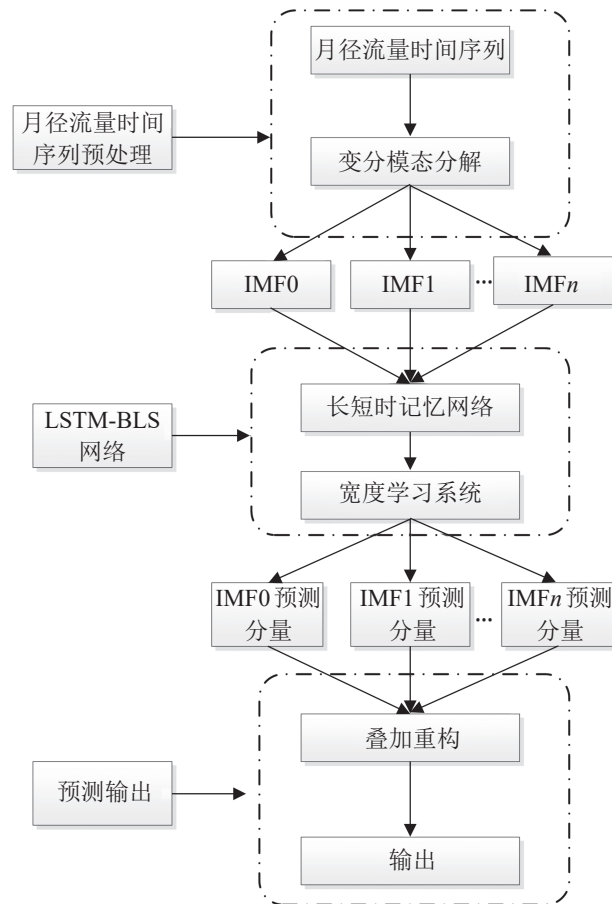 月径流量时间序列
月径流量时间
序列预处理
变分模态分解
IMF0
IMF1
...
IMFn
长短时记忆网络
LSTM-BLS
网络
宽度学习系统
IMF0 预测
分量
IMF1 预测
分量
...
IMFn 预测
分量
叠加重构
预测输出
输出